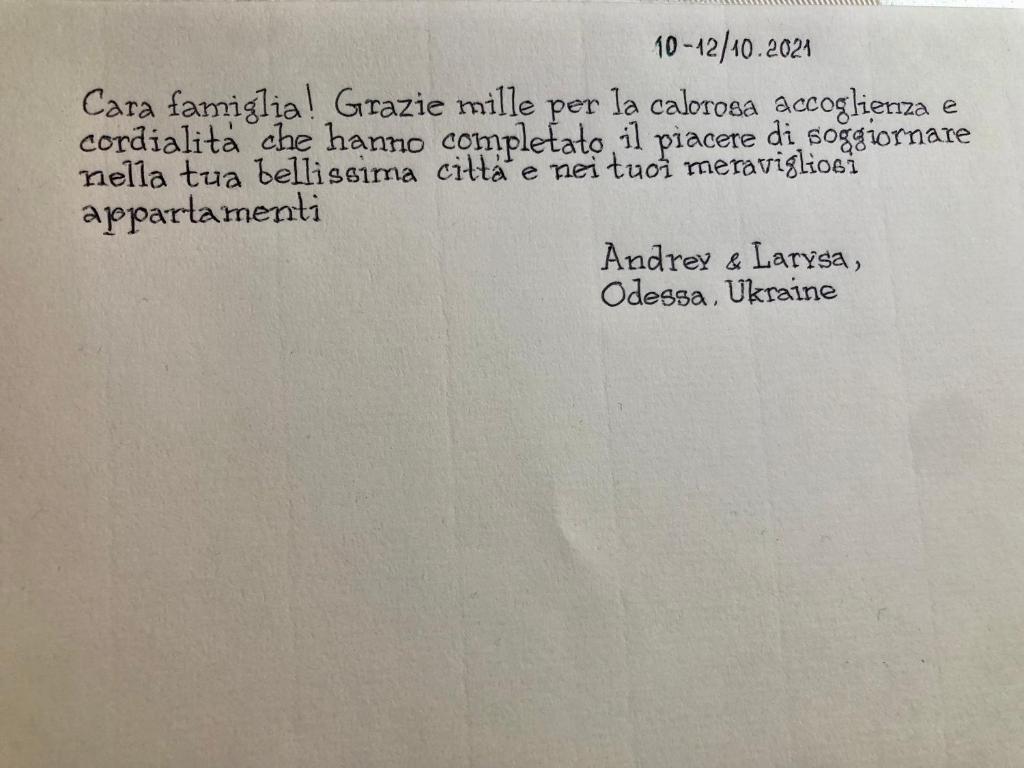 10-12/10.2021
Cara famiglia! Grazie mille per la calorosa accoglienza e
cordialità che hanno completato il piacere di soggiornare
nella tua bellissima città e nei tuoi meravigliosi
appartamenti
Andrey & Larysa,
Odessa, Ukraine